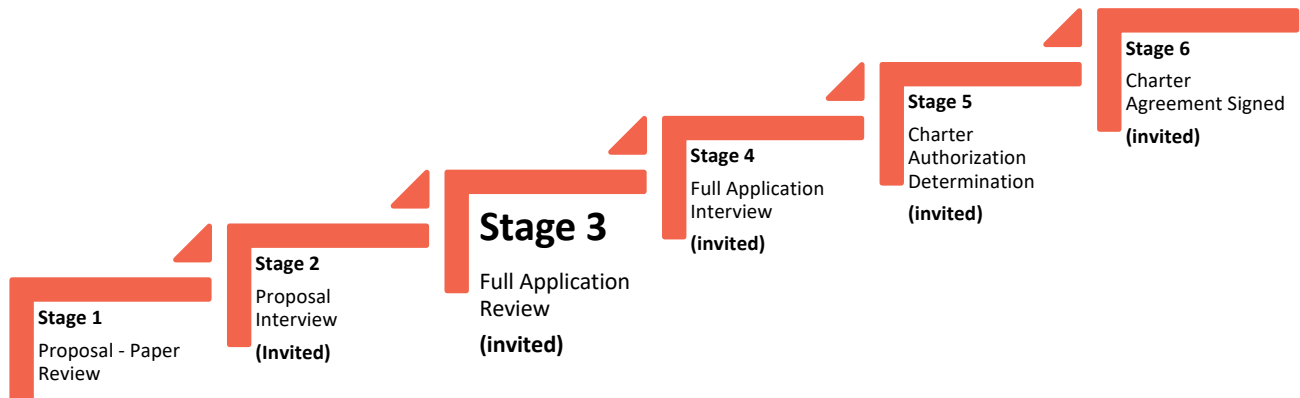 Stage 1
Proposal - Paper
Review
Stage 2
Proposal
Interview
(Invited)
Stage 3
Full Application
Review
(invited)
Stage 4
Full Application
Interview
(invited)
Stage 5
Charter
Authorization
Determination
(invited)
Stage 6
Charter
Agreement Signed
(invited)